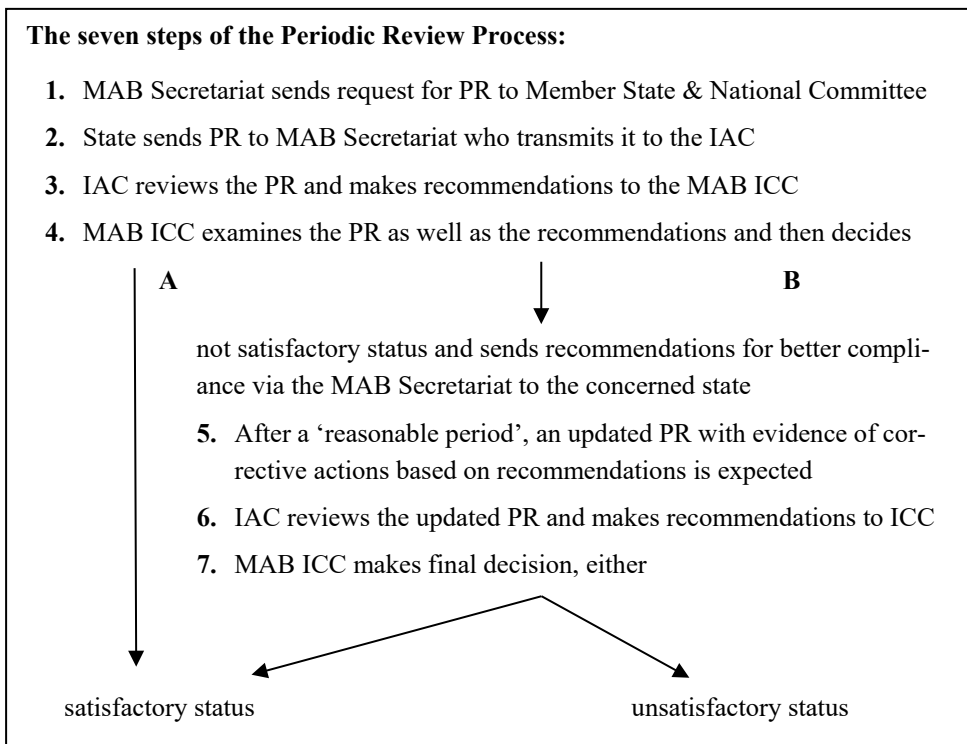 The seven steps of the Periodic Review Process:
1. MAB Secretariat sends request for PR to Member State & National Committee
2. State sends PR to MAB Secretariat who transmits it to the IAC
3. IAC reviews the PR and makes recommendations to the MAB ICC
4. MAB ICC examines the PR as well as the recommendations and then decides
A B
not satisfactory status and sends recommendations for better compli-
ance via the MAB Secretariat to the concerned state
5. After a ‘reasonable period’, an updated PR with evidence of cor-
rective actions based on recommendations is expected
6. IAC reviews the updated PR and makes recommendations to ICC
7. MAB ICC makes final decision, either
satisfactory status unsatisfactory status